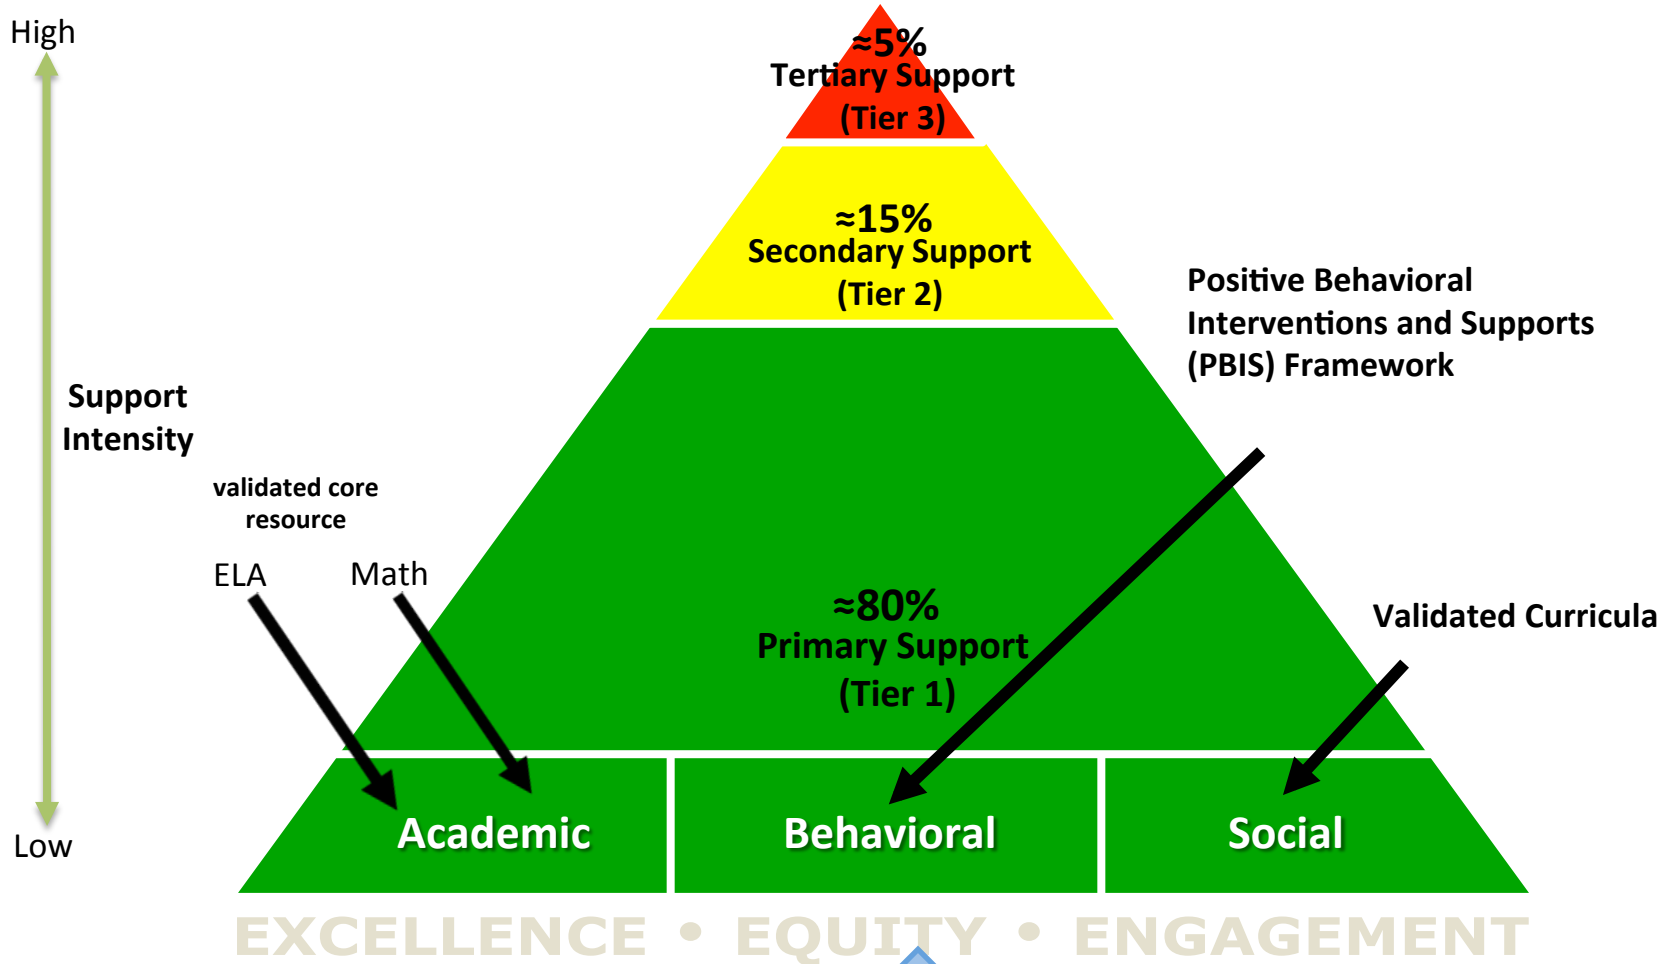 High
≈5%
Tertiary Support
(Tier 3)
≈15%
Secondary Support
(Tier 2)
Positive Behavioral
Interventions and Supports
(PBIS) Framework
Support
Intensity
validated core
resource
ELA
Math
≈80%
Primary Support
(Tier 1)
Validated Curricula
Academic
Behavioral
Social
Low
EXCELLENCE • EQUITY • ENGAGEMENT